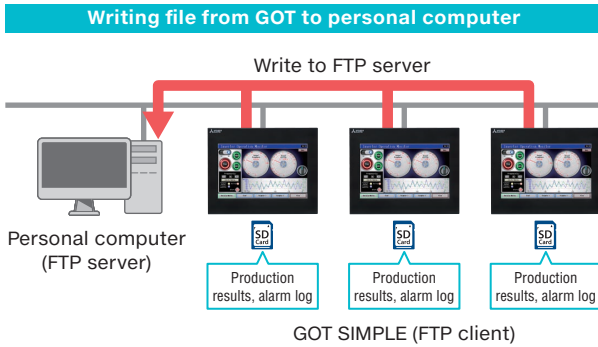 Writing file from GOT to personal computer
Write to FTP server
Personal computer
(FTP server)
SD
Card
SD
Card
SD
Card
Production
results, alarm log
Production
results, alarm log
Production
results, alarm log
GOT SIMPLE (FTP client)